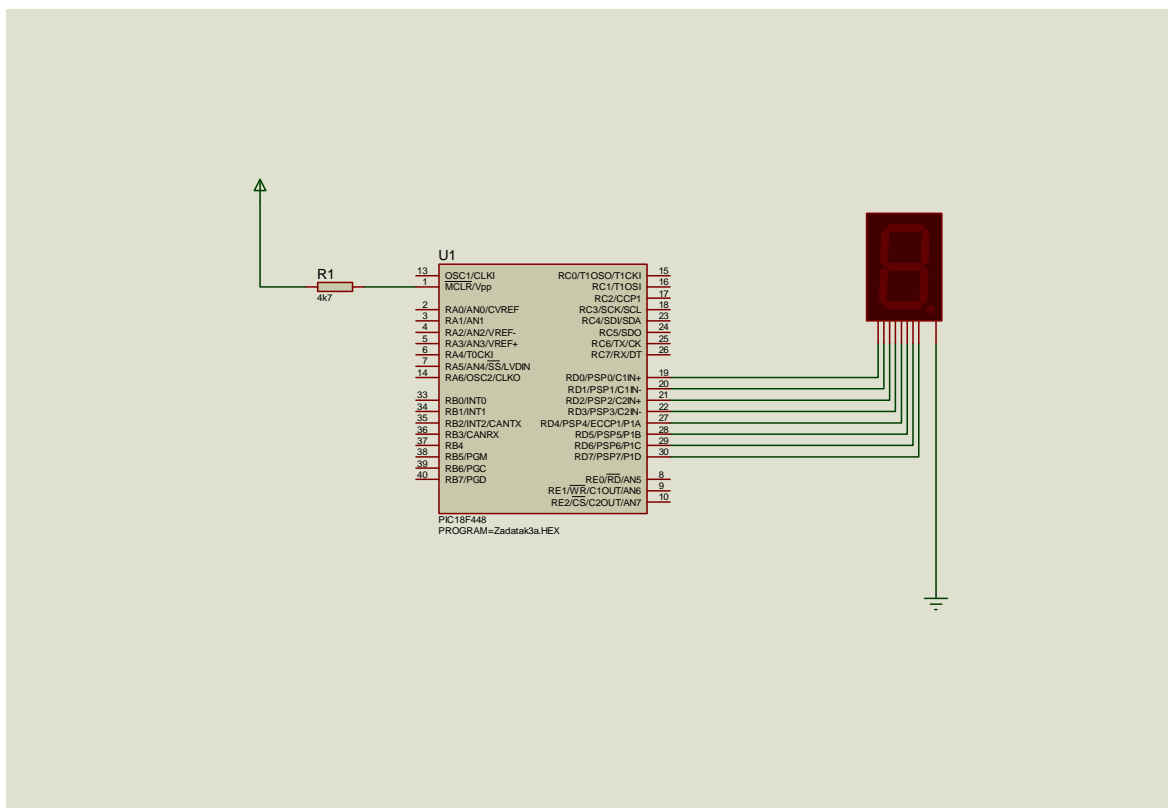 U1
13 OSC1/CLKI RC0/T1OSO/T1CKI 15
1 MCLR/Vpp RC1/T1OSI 16
RC2/CCP1 17
2 RA0/AN0/CVREF RC3/SCK/SCL 18
3 RA1/AN1 RC4/SDI/SDA 23
4 RA2/AN2/VREF- RC5/SDO 24
5 RA3/AN3/VREF+ RC6/TX/CK 25
6 RA4/T0CKI RC7/RX/DT 26
7 RA5/AN4/SS/LVDIN
14 RA6/OSC2/CLKO RD0/PSP0/C1IN+ 19
RD1/PSP1/C1IN- 20
33 RB0/INT0 RD2/PSP2/C2IN+ 21
34 RB1/INT1 RD3/PSP3/C2IN- 22
35 RB2/INT2/CANTX RD4/PSP4/ECCP1/P1A 27
36 RB3/CANRX RD5/PSP5/P1B 28
37 RB4 RD6/PSP6/P1C 29
38 RB5/PGM RD7/PSP7/P1D 30
39 RB6/PGC
40 RB7/PGD RE0/RD/AN5 8
RE1/WR/C1OUT/AN6 9
RE2/CS/C2OUT/AN7 10
PIC18F448
PROGRAM=Zadatak3a.HEX
R1
4k7